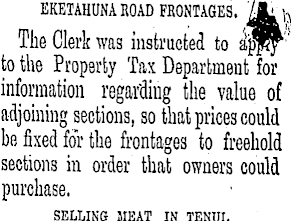 EKETAHUNA ROAD FRONTAGES.
The Clerk was instructed to apply
to the Property Tax Department for
information regarding the value of
adjoining sections, so that prices could
be fixed for the frontages to freehold
sections in order that owners could
purchase.
SELLING MEAT IN TENUI.